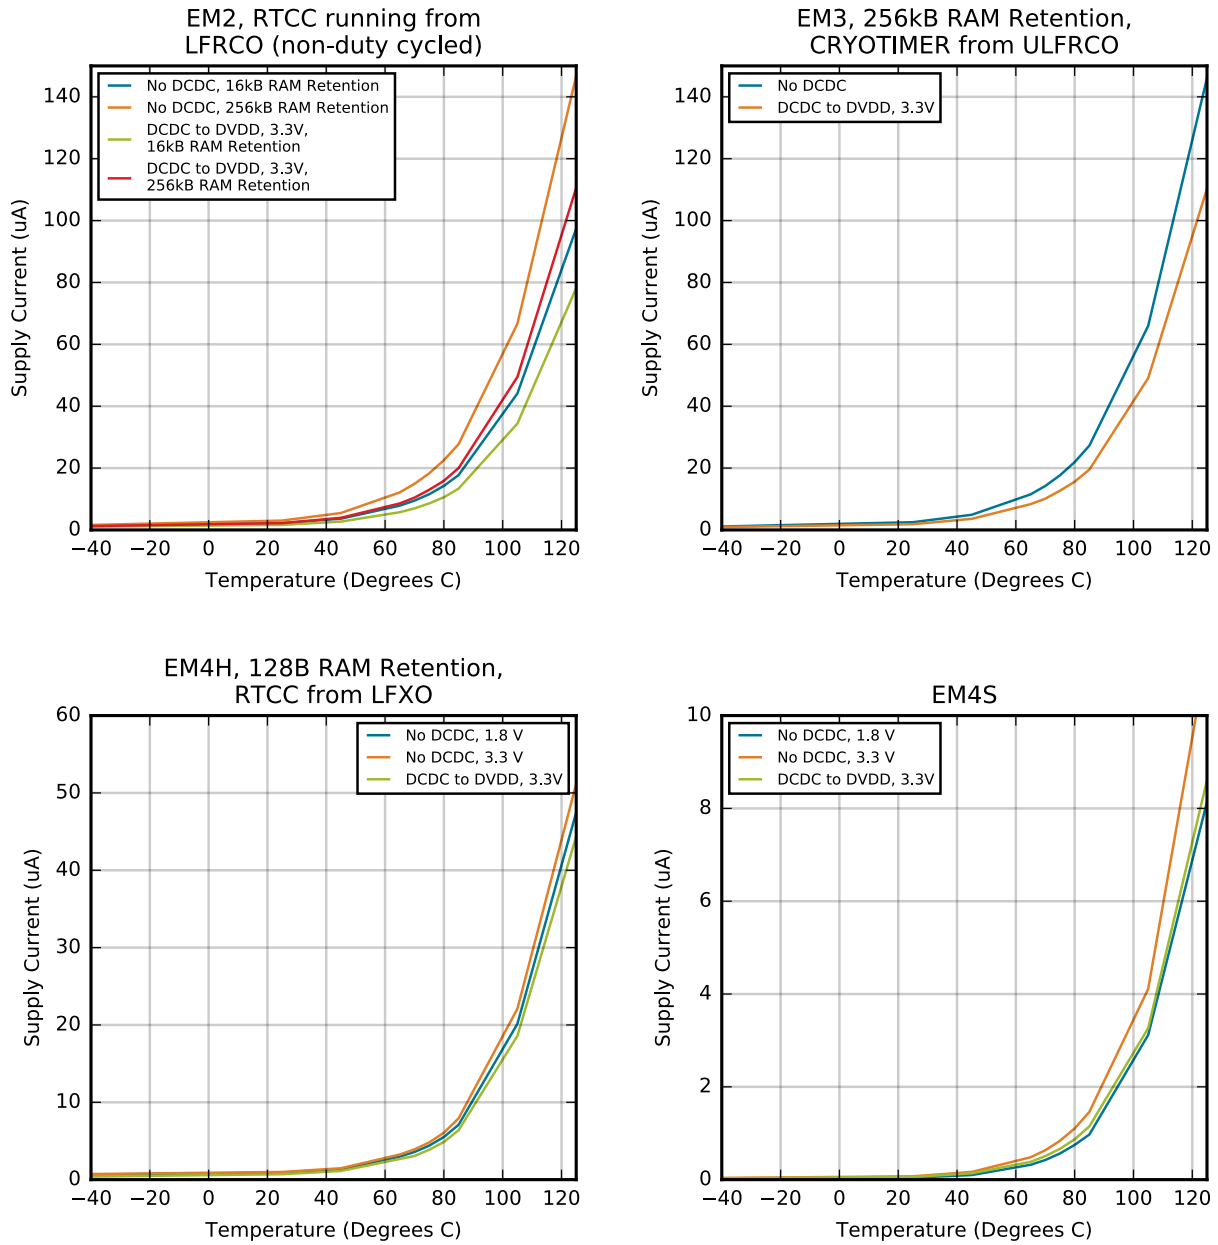 EM2, RTCC running from
LFRCO (non-duty cycled)
No DCDC, 16kB RAM Retention
No DCDC, 256kB RAM Retention
DCDC to DVDD, 3.3V,
16kB RAM Retention
DCDC to DVDD, 3.3V,
256kB RAM Retention
140
120
100
80
60
40
20
0
Supply Current (uA)
−40 −20 0 20 40 60 80 100 120
Temperature (Degrees C)
EM3, 256kB RAM Retention,
CRYOTIMER from ULFRCO
No DCDC
DCDC to DVDD, 3.3V
140
120
100
80
60
40
20
0
Supply Current (uA)
−40 −20 0 20 40 60 80 100 120
Temperature (Degrees C)
EM4H, 128B RAM Retention,
RTCC from LFXO
No DCDC, 1.8 V
No DCDC, 3.3 V
DCDC to DVDD, 3.3V
60
50
40
30
20
10
0
Supply Current (uA)
−40 −20 0 20 40 60 80 100 120
Temperature (Degrees C)
EM4S
No DCDC, 1.8 V
No DCDC, 3.3 V
DCDC to DVDD, 3.3V
10
8
6
4
2
0
Supply Current (uA)
−40 −20 0 20 40 60 80 100 120
Temperature (Degrees C)